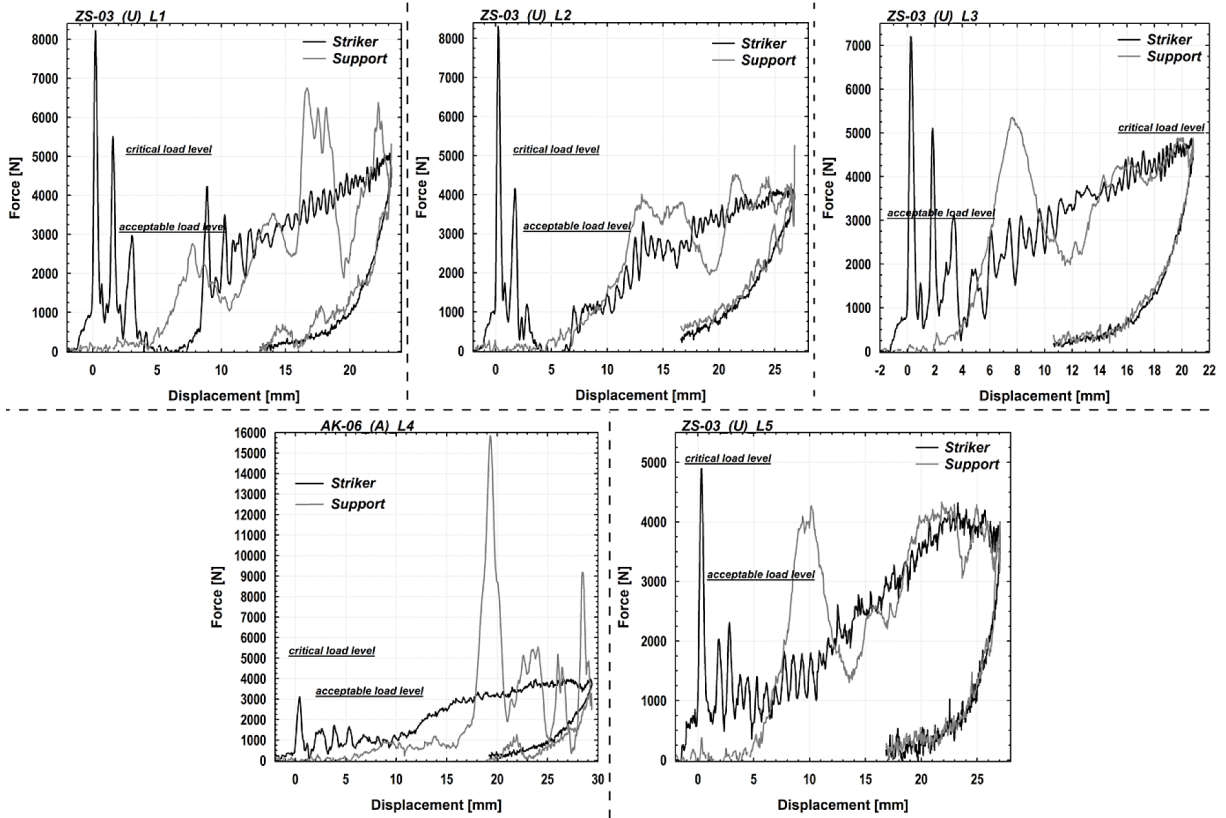 ZS-03 (U) L1
Striker
Support
critical load level
acceptable load level
8000
7000
6000
5000
4000
3000
2000
1000
0
Force [N]
0 5 10 15 20
Displacement [mm]
ZS-03 (U) L2
Striker
Support
critical load level
acceptable load level
8000
7000
6000
5000
4000
3000
2000
1000
0
Force [N]
0 5 10 15 20 25
Displacement [mm]
ZS-03 (U) L3
Striker
Support
critical load level
acceptable load level
7000
6000
5000
4000
3000
2000
1000
0
Force [N]
-2 0 2 4 6 8 10 12 14 16 18 20 22
Displacement [mm]
AK-06 (A) L4
Striker
Support
critical load level
acceptable load level
16000
15000
14000
13000
12000
11000
10000
9000
8000
7000
6000
5000
4000
3000
2000
1000
0
Force [N]
0 5 10 15 20 25 30
Displacement [mm]
ZS-03 (U) L5
Striker
Support
critical load level
acceptable load level
5000
4000
3000
2000
1000
0
Force [N]
0 5 10 15 20 25
Displacement [mm]